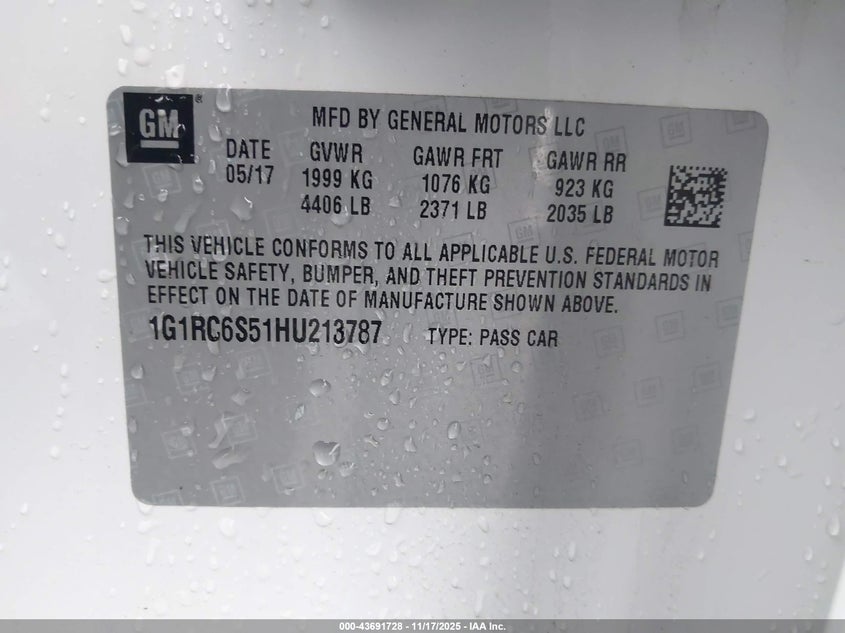 GM ®
MFD BY GENERAL MOTORS LLC
DATE GVWR GAWR FRT GAWR RR
05/17 1999 KG 1076 KG 923 KG
4406 LB 2371 LB 2035 LB
THIS VEHICLE CONFORMS TO ALL APPLICABLE U.S. FEDERAL MOTOR
VEHICLE SAFETY, BUMPER, AND THEFT PREVENTION STANDARDS IN
EFFECT ON THE DATE OF MANUFACTURE SHOWN ABOVE.
1G1RC6S51HU213787 TYPE: PASS CAR
000-43691728 - 11/17/2025 - IAA Inc.